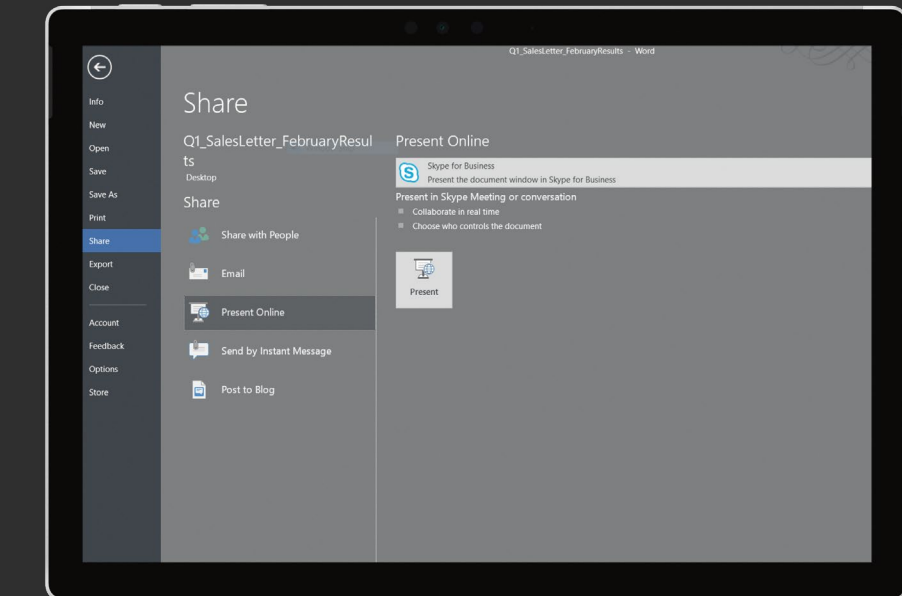 Q1_SalesLetter_FebruaryResults - Word
Info
New
Open
Save
Save As
Print
Share
Export
Close
Account
Feedback
Options
Store
Share
Q1_SalesLetter_FebruaryResul
ts
Desktop
Share
Share with People
Email
Present Online
Send by Instant Message
Post to Blog
Present Online
S
Skype for Business
Present the document window in Skype for Business
Present in Skype Meeting or conversation
Collaborate in real time
Choose who controls the document
Present